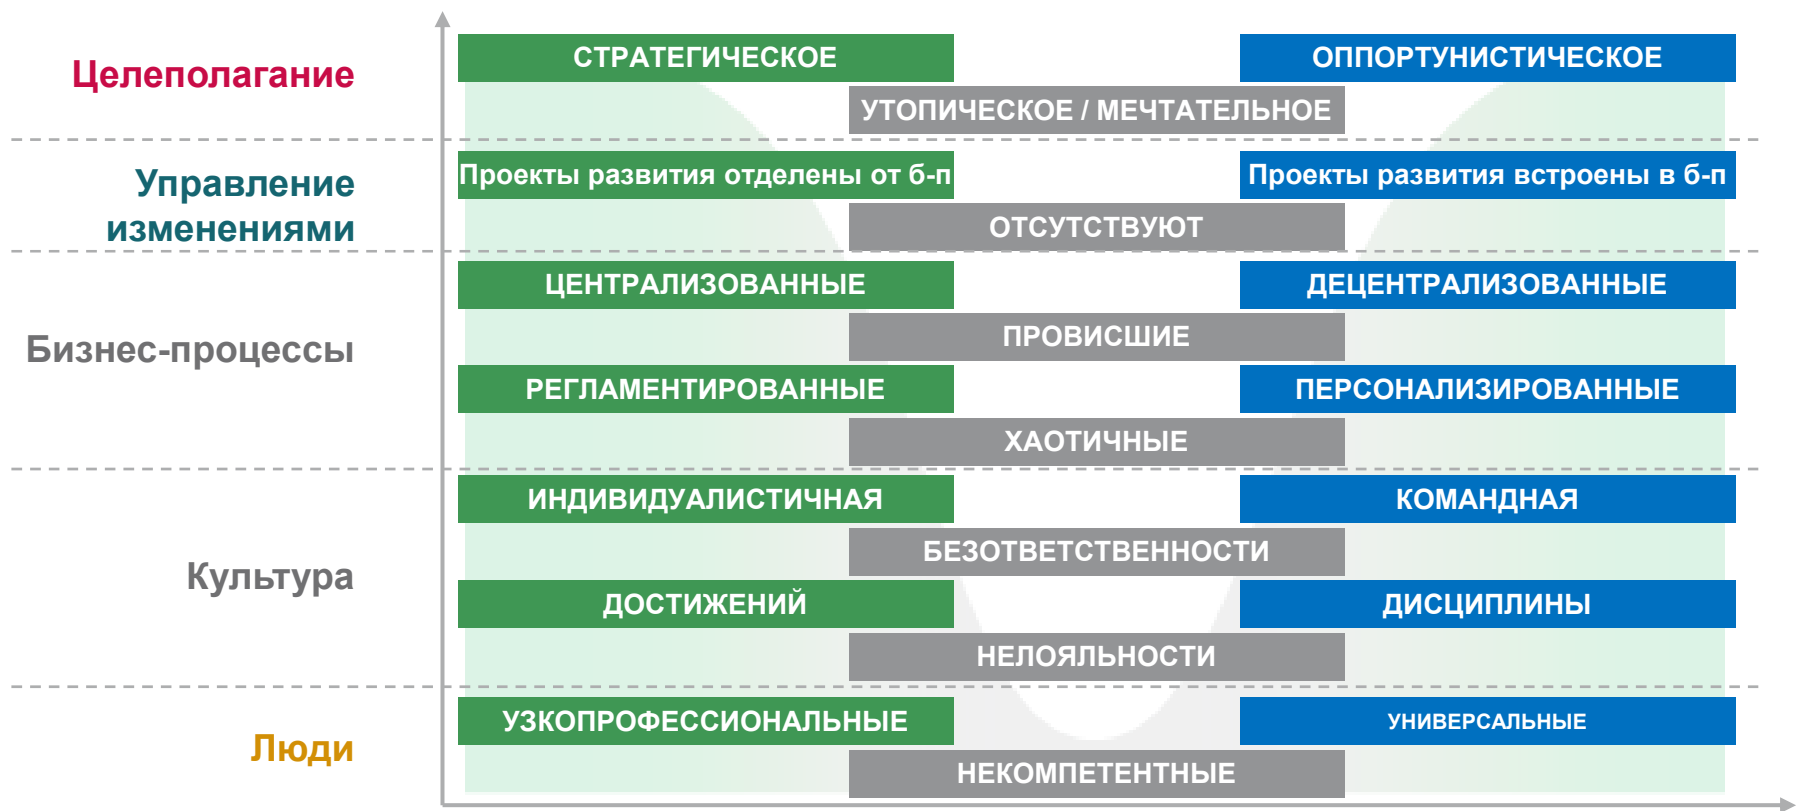 Целеполагание
СТРАТЕГИЧЕСКОЕ
ОППОРТУНИСТИЧЕСКОЕ
УТОПИЧЕСКОЕ / МЕЧТАТЕЛЬНОЕ
Управление
изменениями
Проекты развития отделены от б-п
Проекты развития встроены в б-п
ОТСУТСТВУЮТ
Бизнес-процессы
ЦЕНТРАЛИЗОВАННЫЕ
ДЕЦЕНТРАЛИЗОВАННЫЕ
ПРОВИСШИЕ
РЕГЛАМЕНТИРОВАННЫЕ
ПЕРСОНАЛИЗИРОВАННЫЕ
ХАОТИЧНЫЕ
Культура
ИНДИВИДУАЛИСТИЧНАЯ
КОМАНДНАЯ
БЕЗОТВЕТСТВЕННОСТИ
ДОСТИЖЕНИЙ
ДИСЦИПЛИНЫ
НЕЛОЯЛЬНОСТИ
Люди
УЗКОПРОФЕССИОНАЛЬНЫЕ
УНИВЕРСАЛЬНЫЕ
НЕКОМПЕТЕНТНЫЕ